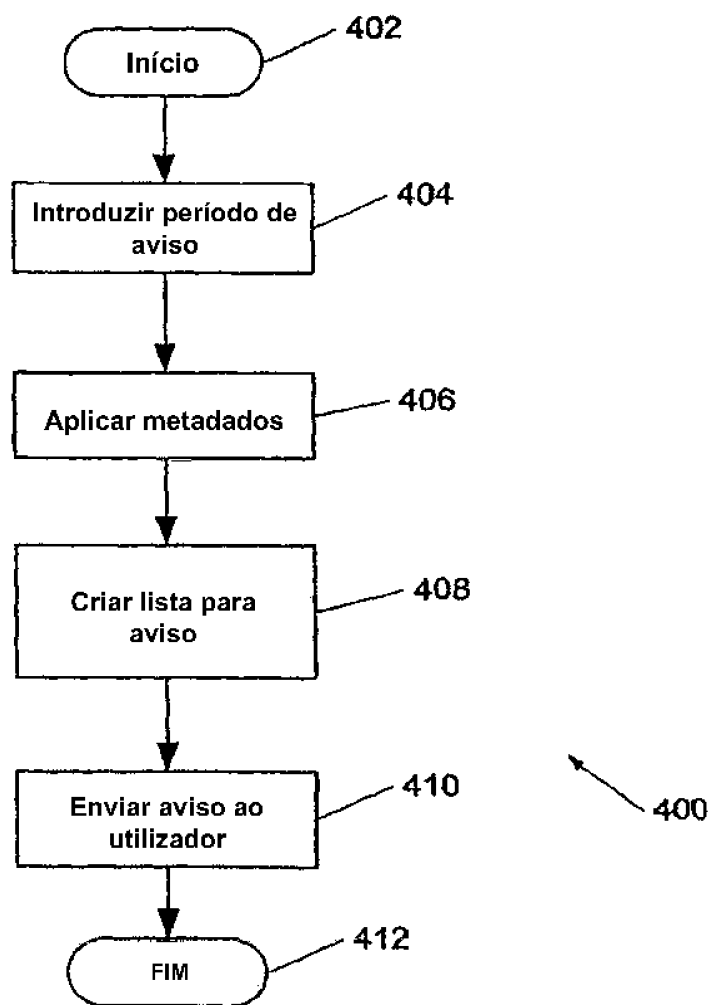 402
Início
404
Introduzir período de
aviso
406
Aplicar metadados
408
Criar lista para
aviso
410
Enviar aviso ao
utilizador
400
412
FIM